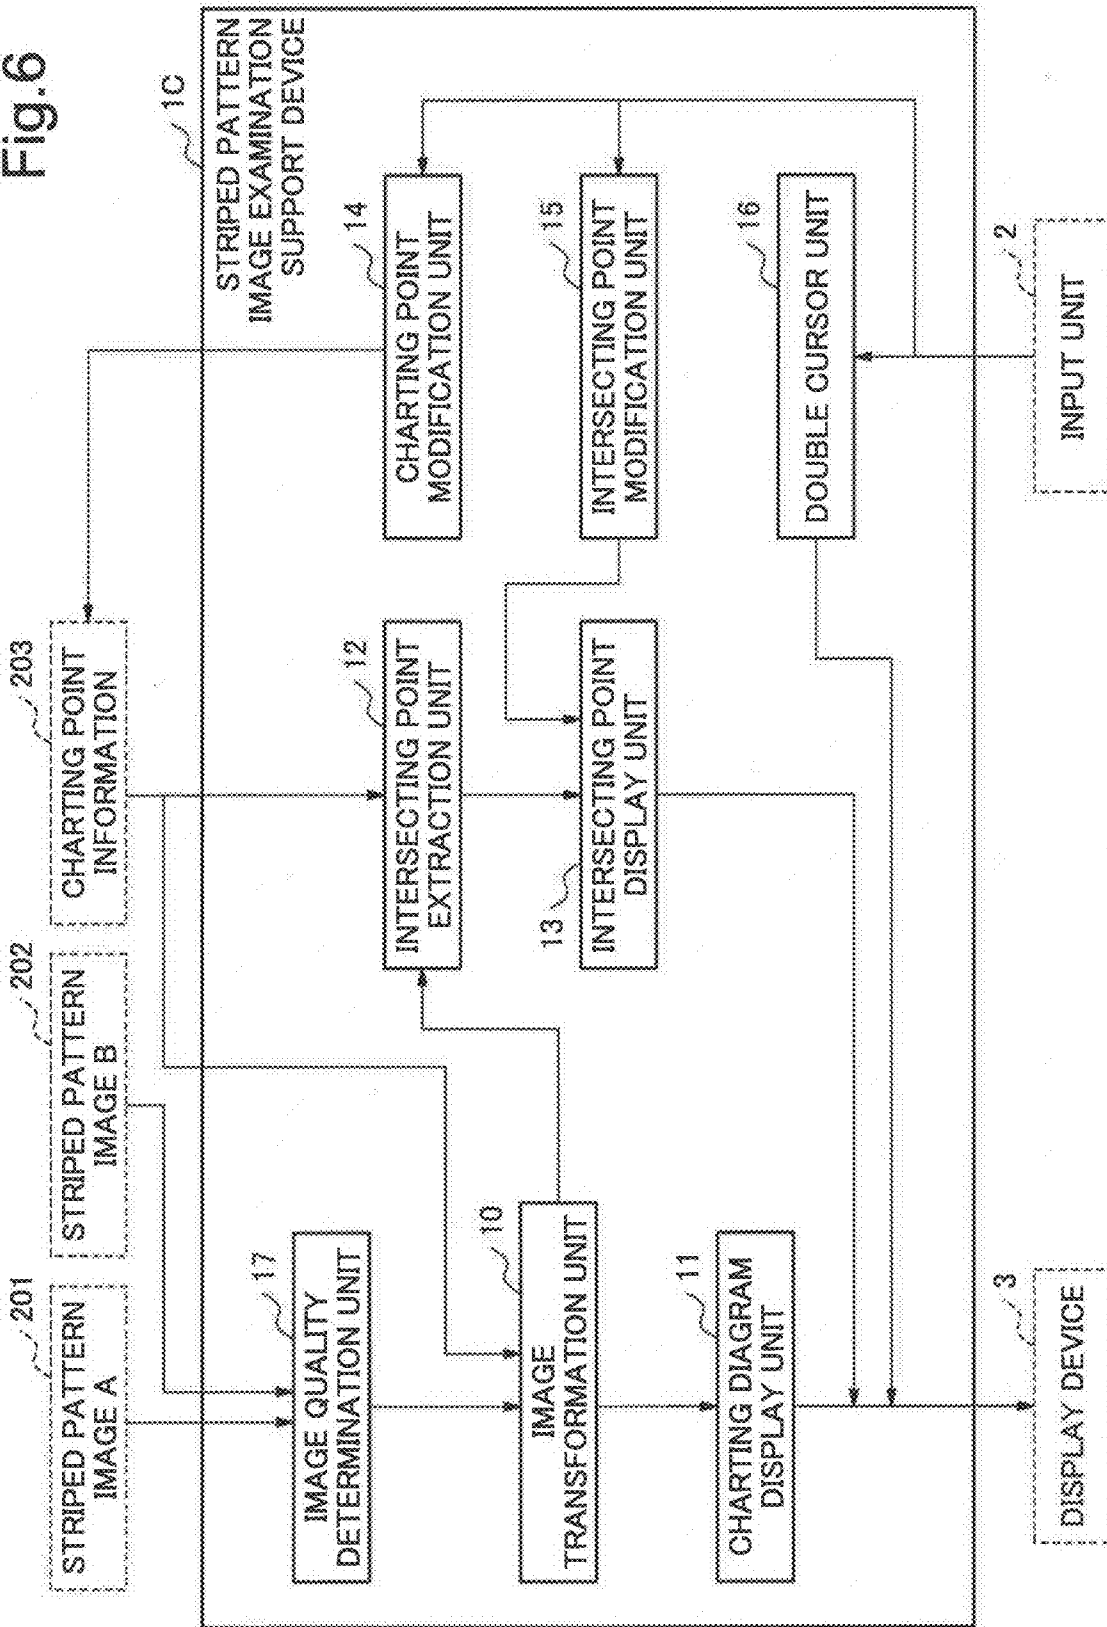 Fig.6
1C
STRIPED PATTERN
IMAGE EXAMINATION
SUPPORT DEVICE
201
STRIPED PATTERN
IMAGE A
202
STRIPED PATTERN
IMAGE B
203
CHARTING POINT
INFORMATION
17
IMAGE QUALITY
DETERMINATION UNIT
12
INTERSECTING POINT
EXTRACTION UNIT
14
CHARTING POINT
MODIFICATION UNIT
10
IMAGE
TRANSFORMATION UNIT
13
INTERSECTING POINT
DISPLAY UNIT
15
INTERSECTING POINT
MODIFICATION UNIT
11
CHARTING DIAGRAM
DISPLAY UNIT
16
DOUBLE CURSOR UNIT
3
DISPLAY DEVICE
2
INPUT UNIT